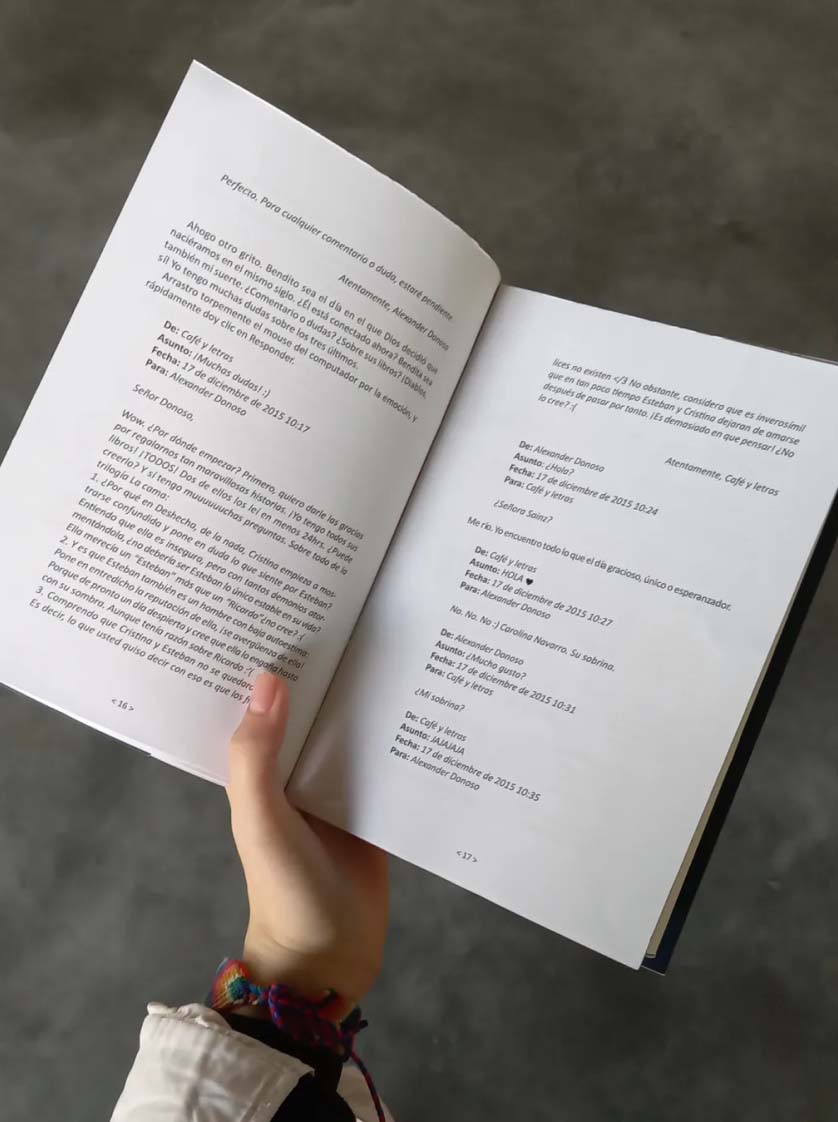 Perfecto. Para cualquier comentario o duda, estaré pendiente.
Atentamente, Alexander Donoso
Ahogo otro grito. Bendito sea el día en el que Dios decidió que
naciéramos en el mismo siglo. ¿Él está conectado ahora? Bendita sea
también mi suerte. ¿Comentario o dudas? ¿Sobre sus libros? ¡Diablos,
sí! Yo tengo muchas dudas sobre los tres últimos.
Arrastro torpemente el mouse del computador por la emoción, y
rápidamente doy clic en Responder.
De: Café y letras
Asunto: ¡Muchas dudas! :)
Fecha: 17 de diciembre de 2015 10:17
Para: Alexander Donoso
Señor Donoso,
Wow. ¿Por dónde empezar? Primero, quiero darle las gracias
por regalarnos tan maravillosas historias. ¡Yo tengo todos sus
libros! ¡TODOS! Dos de ellos los leí en menos 24hrs. ¿Puede
creerlo? Y sí tengo muuuuuuchas preguntas. Sobre todo de la
trilogía La cama:
1. ¿Por qué en Deshecho, de la nada, Cristina empieza a mos-
trarse confundida y pone en duda lo que siente por Esteban?
Entiendo que ella es insegura, pero con tantos demonios ator-
mentándola, ¿no debería ser Esteban lo único estable en su vida?
Ella merecía un "Esteban" más que un "Ricardo" ¿no cree? :(
2. Y es que Esteban también es un hombre con baja autoestima:
Pone en entredicho la reputación de ella, ¡se avergüenza de ella!
Porque de pronto un día despierto y cree que ella lo engaña hasta
con su sombra. Aunque tenía razón sobre Ricardo :'(
3. Comprendo que Cristina y Esteban no se quedara
Es decir, lo que usted quiso decir con eso es que los fi
< 16 >
lices no existen </3 No obstante, considero que es inverosímil
que en tan poco tiempo Esteban y Cristina dejaran de amarse
después de pasar por tanto. ¡Es demasiado en que pensar! ¿No
lo cree? :(
Atentamente, Café y letras
De: Alexander Donoso
Asunto: ¿Hola?
Fecha: 17 de diciembre de 2015 10:24
Para: Café y letras
¿Señora Sainz?
Me río. Yo encuentro todo lo que el día gracioso, único o esperanzador.
De: Café y letras
Asunto: HOLA ♥
Fecha: 17 de diciembre de 2015 10:27
Para: Alexander Donoso
No. No. No :) Carolina Navarro. Su sobrina.
De: Alexander Donoso
Asunto: ¿Mucho gusto?
Fecha: 17 de diciembre de 2015 10:31
Para: Café y letras
¿Mi sobrina?
De: Café y letras
Asunto: JAJAJAJA
Fecha: 17 de diciembre de 2015 10:35
Para: Alexander Donoso
< 17 >